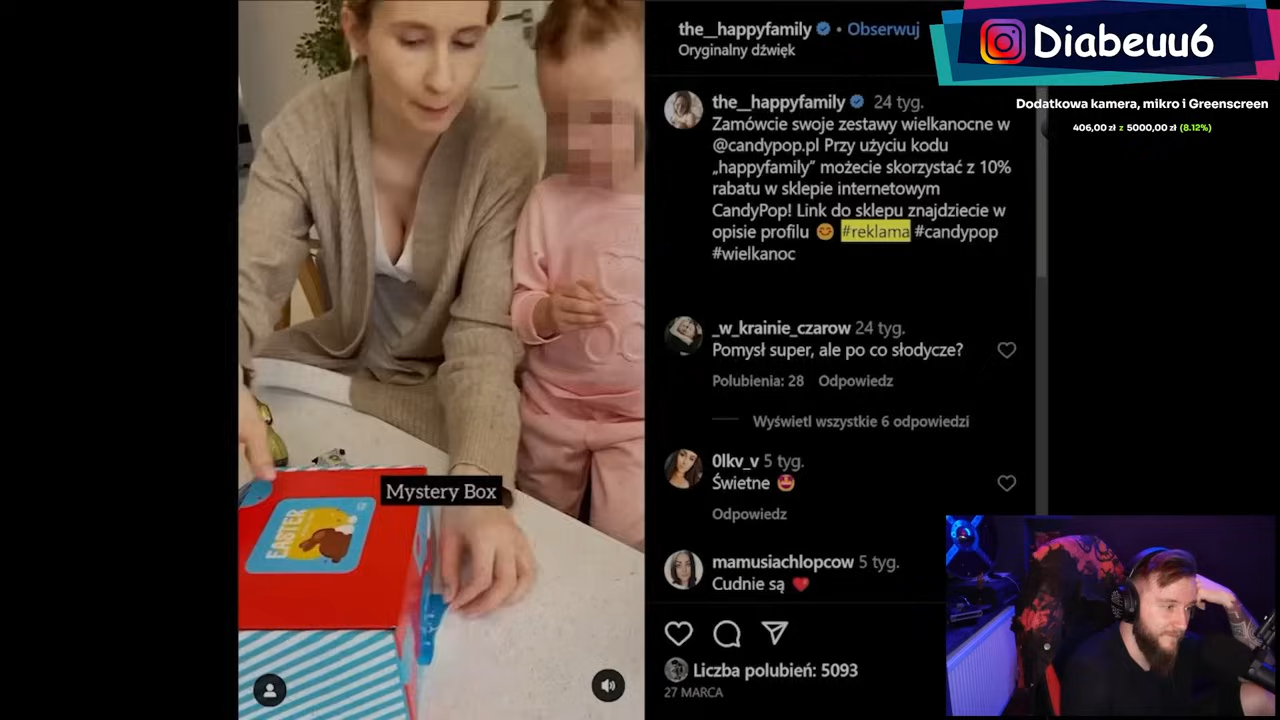 the__happyfamily • Obserwuj
Oryginalny dźwięk
Diabeuu6
Dodatkowa kamera, mikro i Greenscreen
406,00 zł z 5000,00 zł (8.12%)
the__happyfamily 24 tyg.
Zamówcie swoje zestawy wielkanocne w
@candypop.pl Przy użyciu kodu
„happyfamily” możecie skorzystać z 10%
rabatu w sklepie internetowym
CandyPop! Link do sklepu znajdziecie w
opisie profilu 😊 #reklama #candypop
#wielkanoc
_w_krainie_czarow 24 tyg.
Pomysł super, ale po co słodycze?
Polubienia: 28 Odpowiedz
Wyświetl wszystkie 6 odpowiedzi
0lkv_v 5 tyg.
Świetne 🤩
Odpowiedz
mamusiachlopcow 5 tyg.
Cudnie są ❤️
Liczba polubień: 5093
27 MARCA
Mystery Box
EASTER